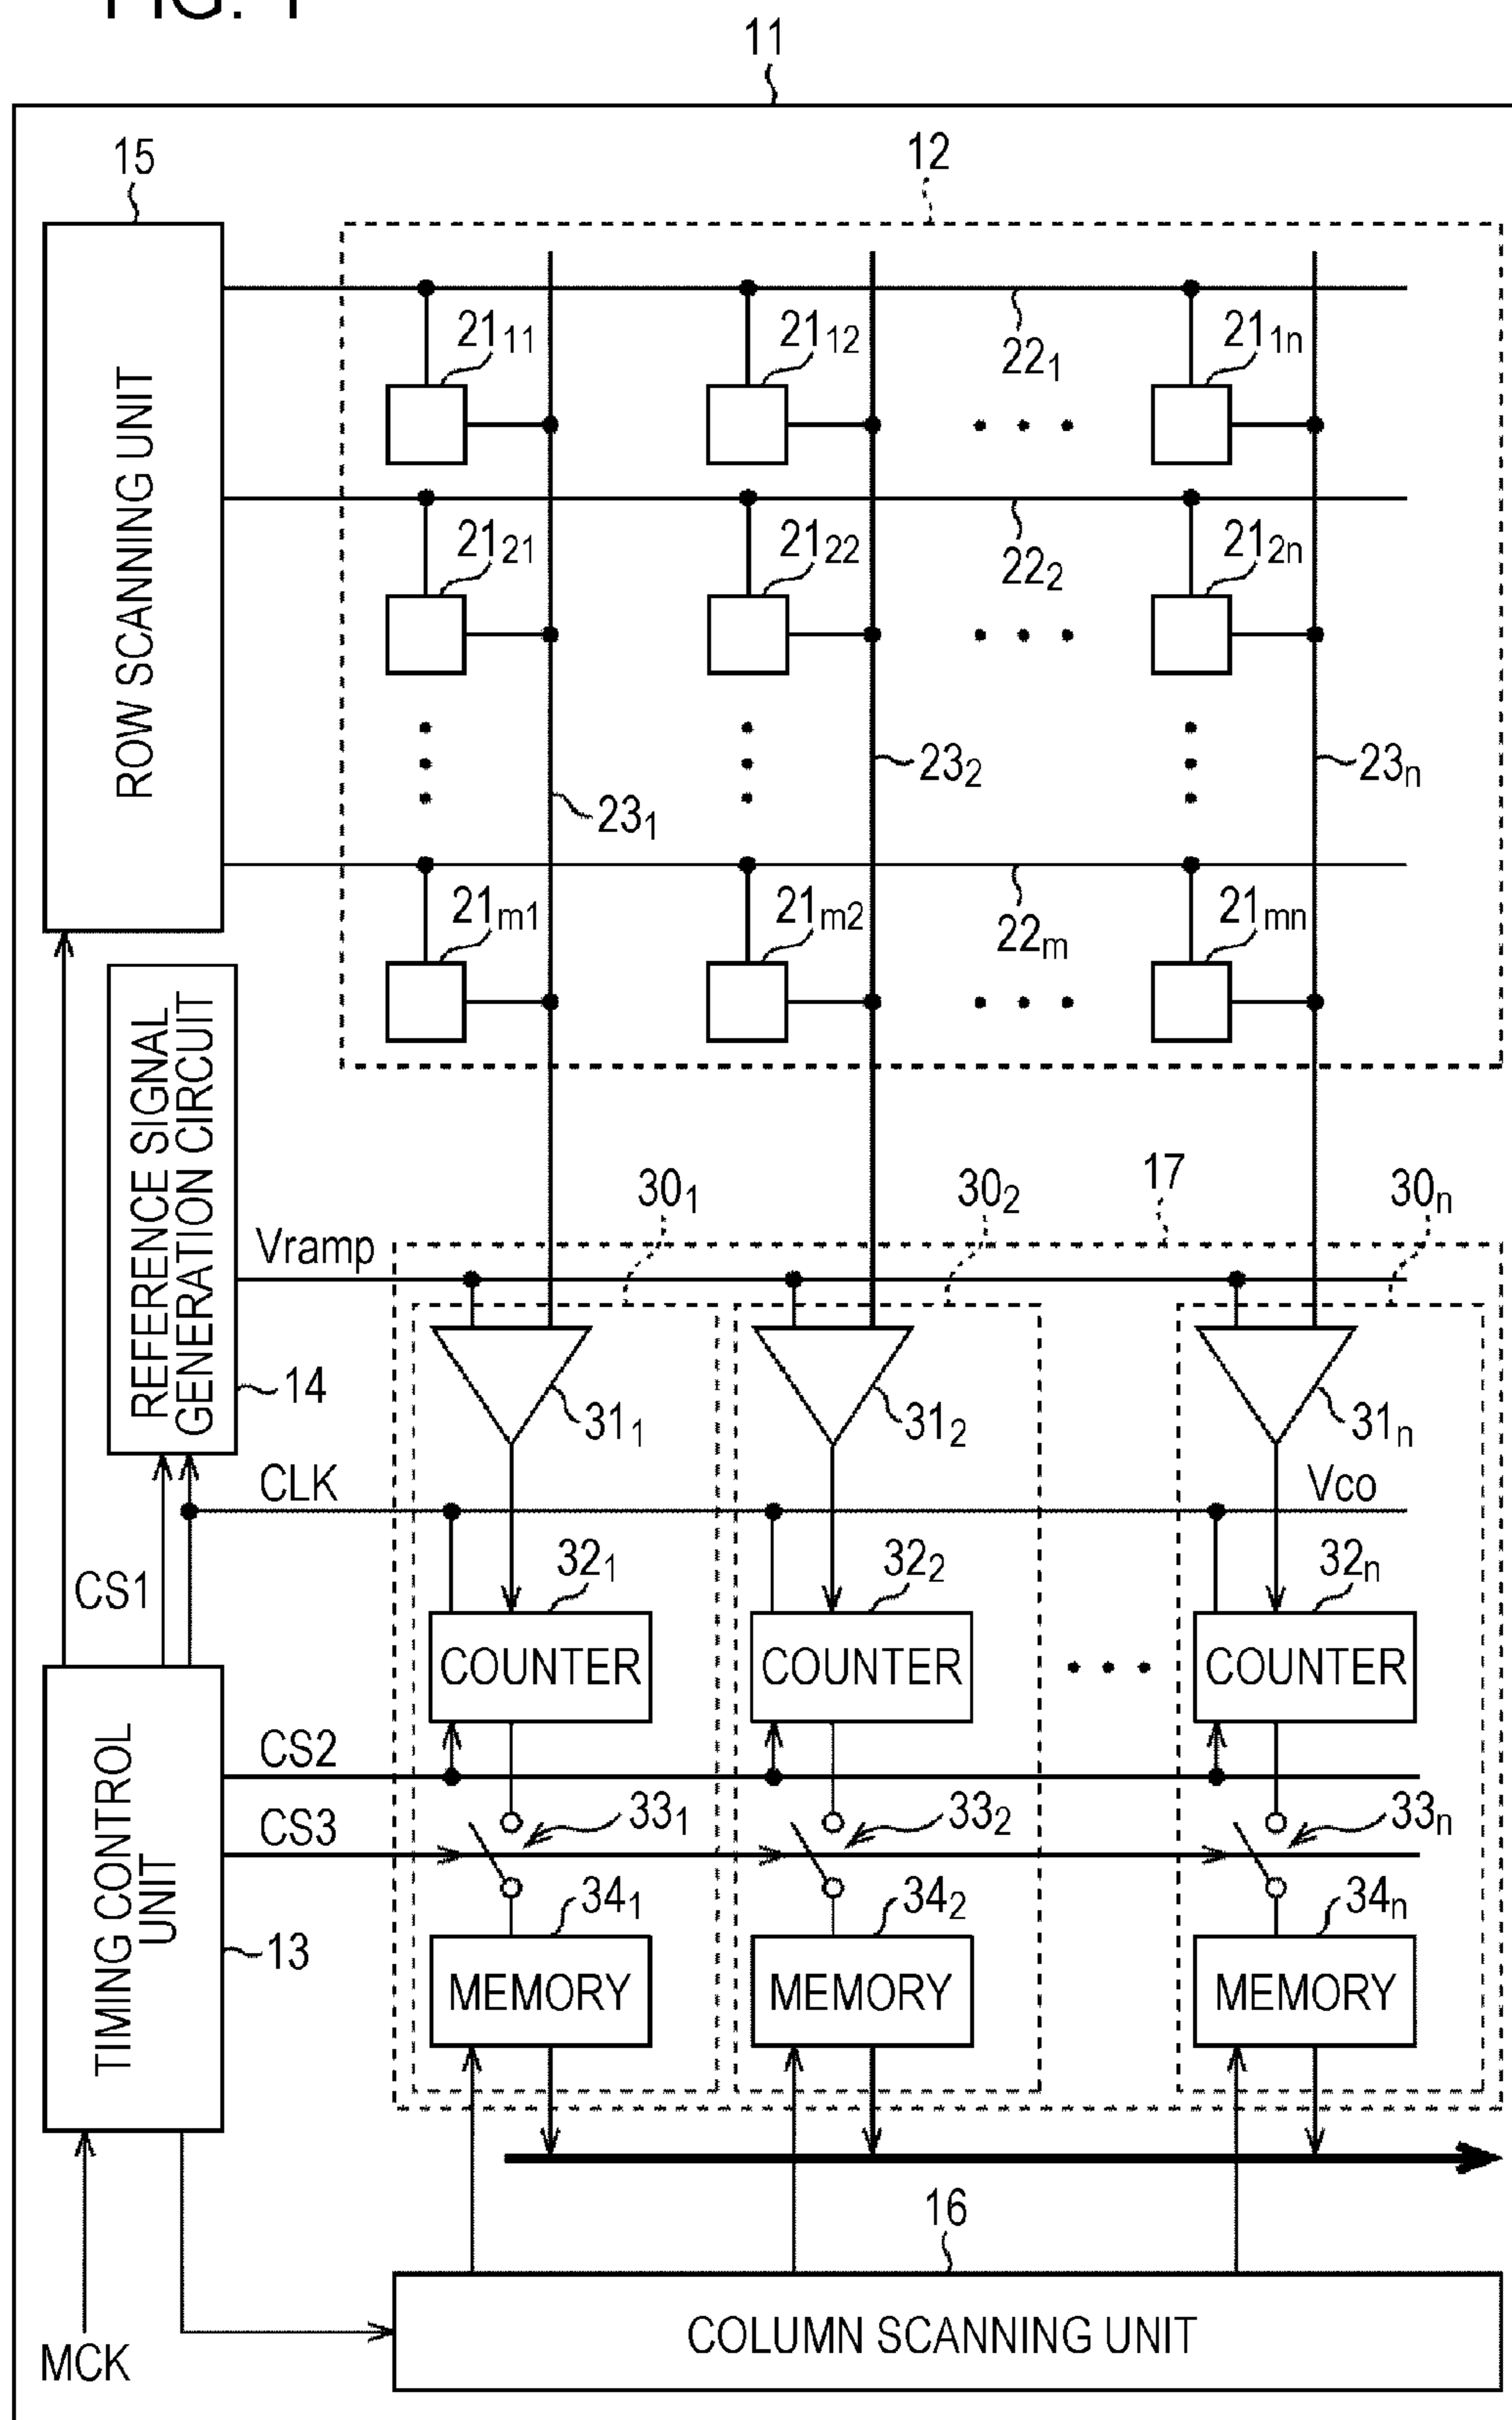 FIG. 1
11
15
12
ROW SCANNING UNIT
21₁₁
21₁₂
22₁
21₁ₙ
21₂₁
21₂₂
22₂
21₂ₙ
23₁
23₂
23ₙ
21ₘ₁
21ₘ₂
22ₘ
21ₘₙ
REFERENCE SIGNAL
GENERATION CIRCUIT
14
30₁
30₂
17
30ₙ
Vramp
31₁
31₂
31ₙ
CLK
Vco
CS1
32₁
32₂
32ₙ
COUNTER
COUNTER
COUNTER
TIMING CONTROL
UNIT
13
CS2
CS3
33₁
33₂
33ₙ
34₁
34₂
34ₙ
MEMORY
MEMORY
MEMORY
16
COLUMN SCANNING UNIT
MCK